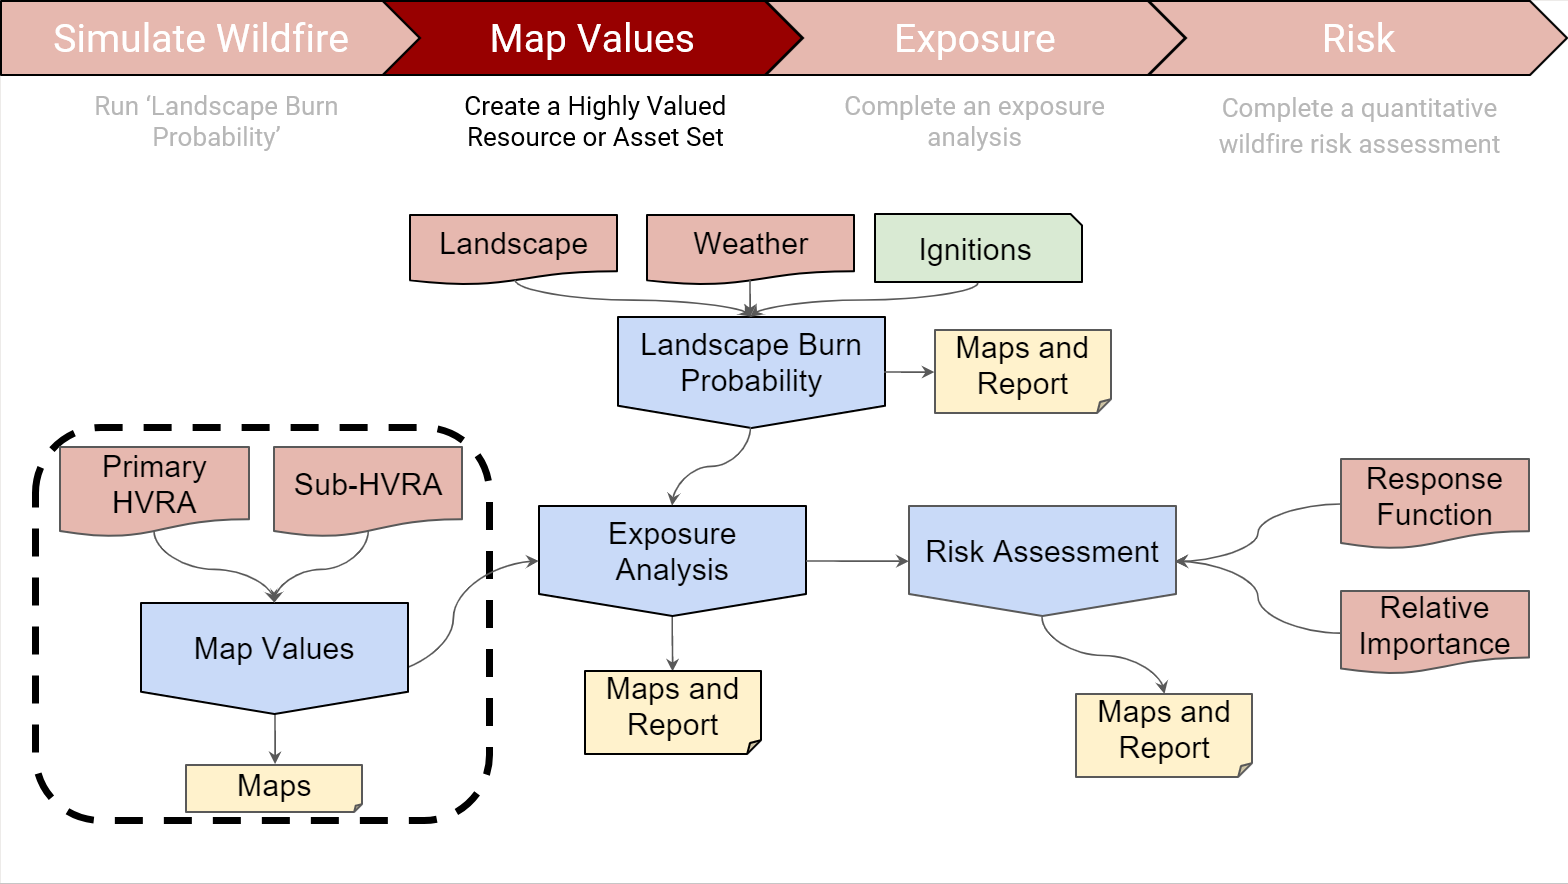 Simulate Wildfire
Map Values
Exposure
Risk
Run ‘Landscape Burn
Probability’
Create a Highly Valued
Resource or Asset Set
Complete an exposure
analysis
Complete a quantitative
wildfire risk assessment
Landscape
Weather
Ignitions
Landscape Burn
Probability
Maps and
Report
Primary
HVRA
Sub-HVRA
Map Values
Maps
Exposure
Analysis
Maps and
Report
Risk Assessment
Maps and
Report
Response
Function
Relative
Importance